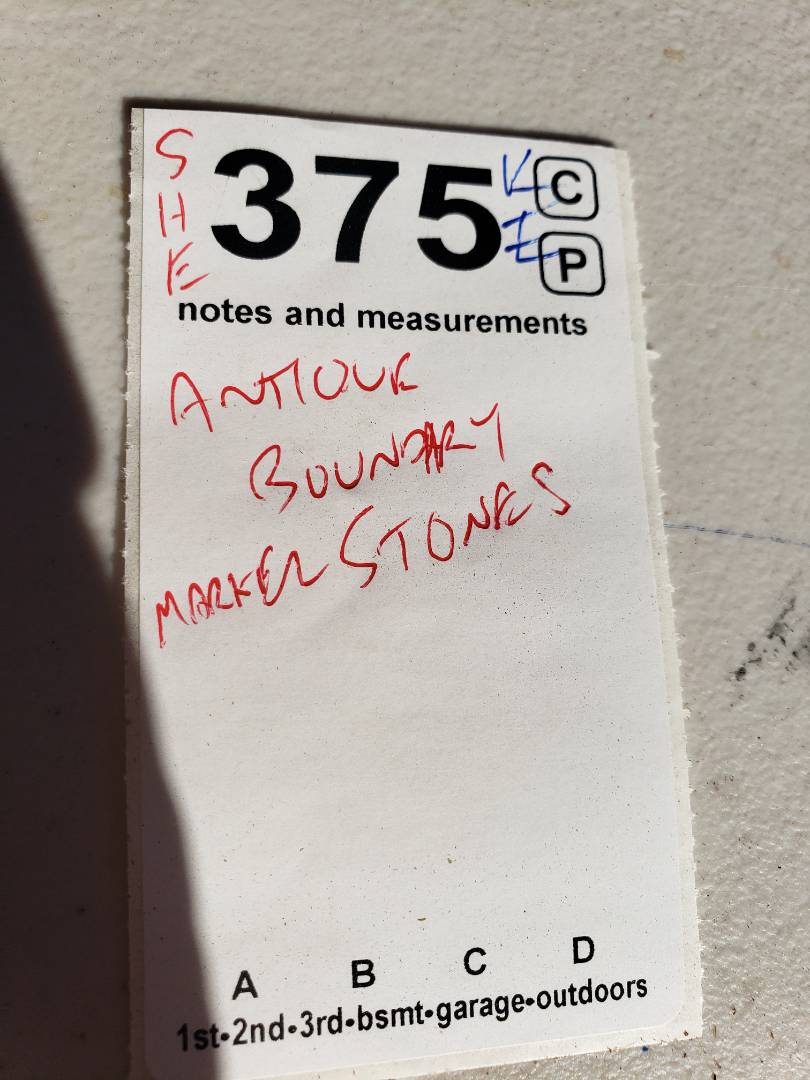 S
H
E
375
C
P
notes and measurements
ANTIQUE
BOUNDARY
MARKER STONES
A B C D
1st•2nd•3rd•bsmt•garage•outdoors